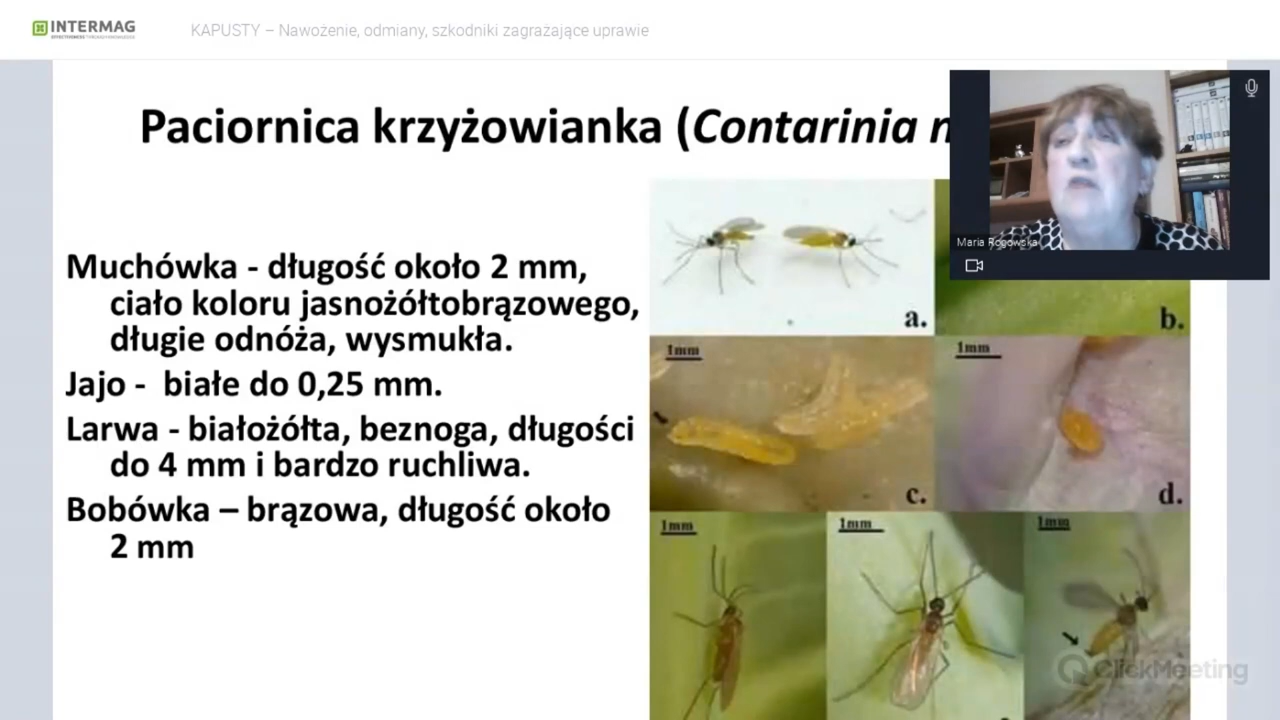 INTERMAG
KAPUSTY – Nawożenie, odmiany, szkodniki zagrażające uprawie
Paciornica krzyżowianka (Contarinia n
Maria Rogowska
Muchówka - długość około 2 mm,
ciało koloru jasnożółtobrązowego,
długie odnóża, wysmukła.
Jajo - białe do 0,25 mm.
Larwa - białożółta, beznoga, długości
do 4 mm i bardzo ruchliwa.
Bobówka – brązowa, długość około
2 mm
a.
b.
1mm
1mm
c.
d.
1mm
1mm
1mm
ClickMeeting